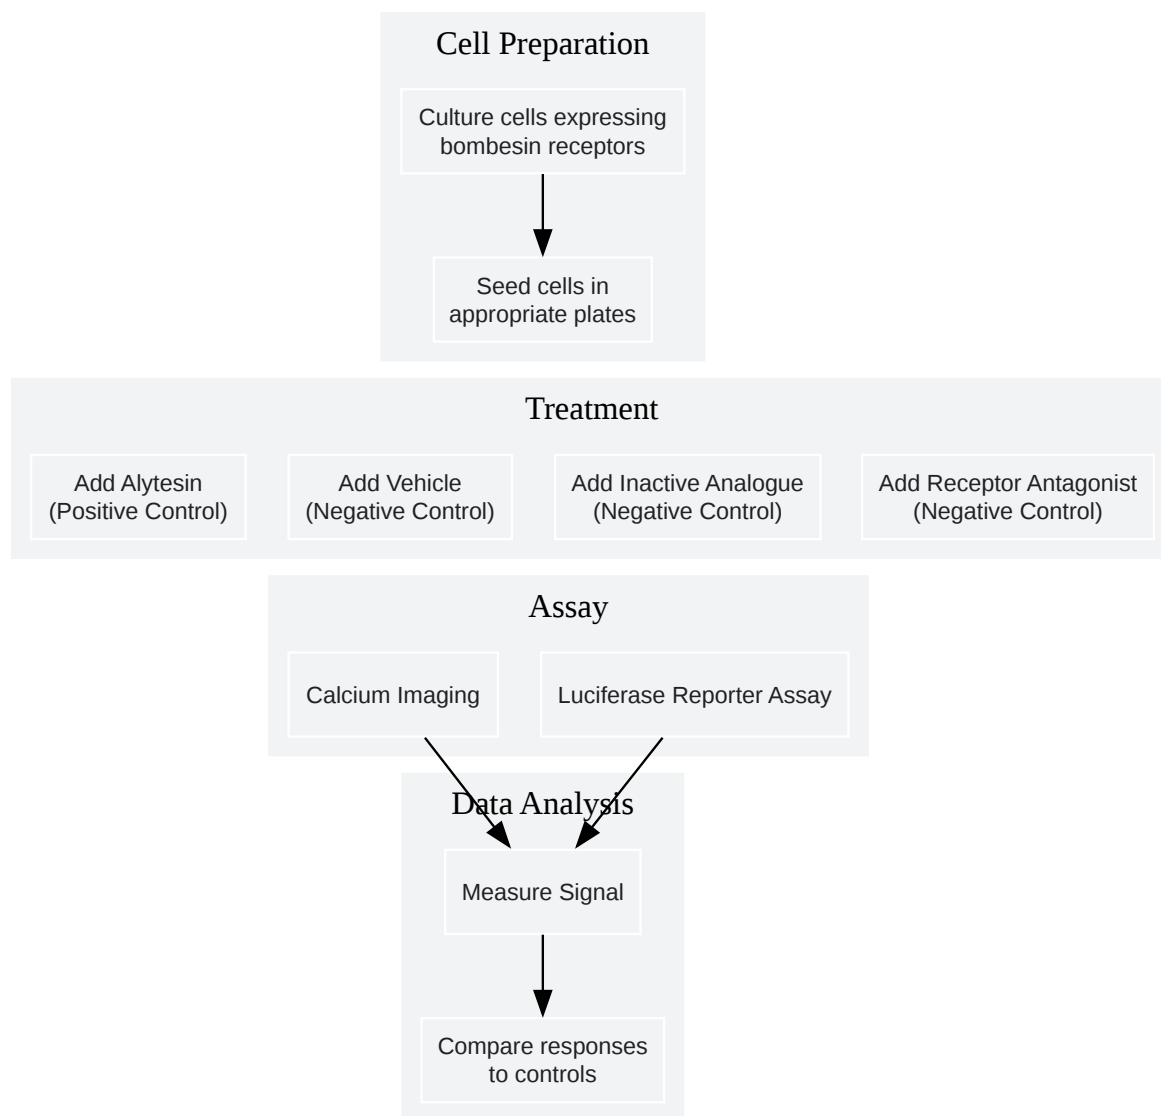 Cell Preparation
Culture cells expressing
bombesin receptors
Seed cells in
appropriate plates
Treatment
Add Alytesin
(Positive Control)
Add Vehicle
(Negative Control)
Add Inactive Analogue
(Negative Control)
Add Receptor Antagonist
(Negative Control)
Assay
Calcium Imaging
Luciferase Reporter Assay
Data Analysis
Measure Signal
Compare responses
to controls